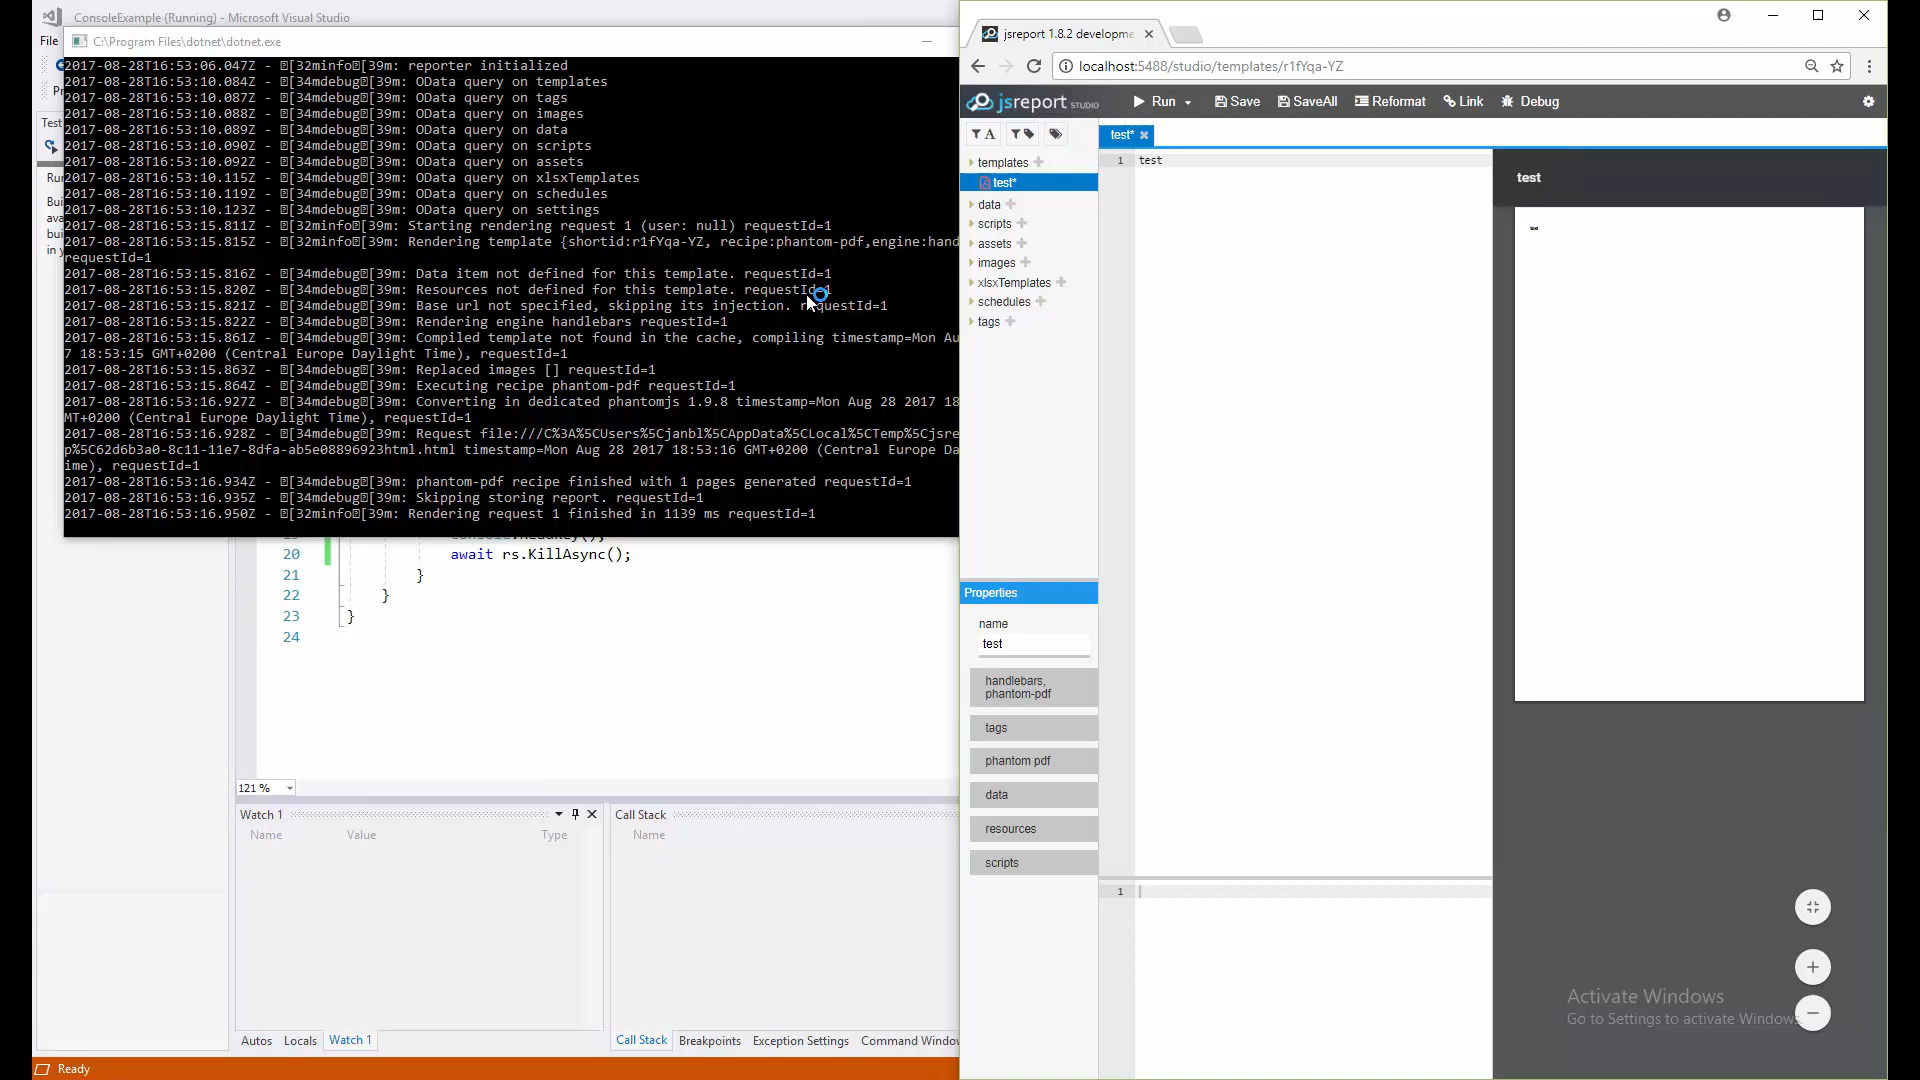 ConsoleExample (Running) - Microsoft Visual Studio
File
C:\Program Files\dotnet\dotnet.exe
2017-08-28T16:53:06.047Z - [32minfo[39m: reporter initialized
2017-08-28T16:53:10.084Z - [34mdebug[39m: OData query on templates
2017-08-28T16:53:10.087Z - [34mdebug[39m: OData query on tags
2017-08-28T16:53:10.088Z - [34mdebug[39m: OData query on images
2017-08-28T16:53:10.089Z - [34mdebug[39m: OData query on data
2017-08-28T16:53:10.090Z - [34mdebug[39m: OData query on scripts
2017-08-28T16:53:10.092Z - [34mdebug[39m: OData query on assets
2017-08-28T16:53:10.115Z - [34mdebug[39m: OData query on xlsxTemplates
2017-08-28T16:53:10.119Z - [34mdebug[39m: OData query on schedules
2017-08-28T16:53:10.123Z - [34mdebug[39m: OData query on settings
2017-08-28T16:53:15.811Z - [32minfo[39m: Starting rendering request 1 (user: null) requestId=1
2017-08-28T16:53:15.815Z - [32minfo[39m: Rendering template {shortid:r1fYqa-YZ, recipe:phantom-pdf,engine:hand
requestId=1
2017-08-28T16:53:15.816Z - [34mdebug[39m: Data item not defined for this template. requestId=1
2017-08-28T16:53:15.820Z - [34mdebug[39m: Resources not defined for this template. requestId=1
2017-08-28T16:53:15.821Z - [34mdebug[39m: Base url not specified, skipping its injection. requestId=1
2017-08-28T16:53:15.822Z - [34mdebug[39m: Rendering engine handlebars requestId=1
2017-08-28T16:53:15.861Z - [34mdebug[39m: Compiled template not found in the cache, compiling timestamp=Mon Au
7 18:53:15 GMT+0200 (Central Europe Daylight Time), requestId=1
2017-08-28T16:53:15.863Z - [34mdebug[39m: Replaced images [] requestId=1
2017-08-28T16:53:15.864Z - [34mdebug[39m: Executing recipe phantom-pdf requestId=1
2017-08-28T16:53:16.927Z - [34mdebug[39m: Converting in dedicated phantomjs 1.9.8 timestamp=Mon Aug 28 2017 18
MT+0200 (Central Europe Daylight Time), requestId=1
2017-08-28T16:53:16.928Z - [34mdebug[39m: Request file:///C%3A%5CUsers%5Cjanbl%5CAppData%5CLocal%5CTemp%5Cjsre
p%5C62d6b3a0-8c11-11e7-8dfa-ab5e08896923html.html timestamp=Mon Aug 28 2017 18:53:16 GMT+0200 (Central Europe Da
ime), requestId=1
2017-08-28T16:53:16.934Z - [34mdebug[39m: phantom-pdf recipe finished with 1 pages generated requestId=1
2017-08-28T16:53:16.935Z - [34mdebug[39m: Skipping storing report. requestId=1
2017-08-28T16:53:16.950Z - [32minfo[39m: Rendering request 1 finished in 1139 ms requestId=1
Test
Bui
in y
20 await rs.KillAsync();
21 }
22 }
23 }
24
121 %
Watch 1
Name Value Type
Call Stack
Name
Autos Locals Watch 1
Call Stack Breakpoints Exception Settings Command Window
Ready
jsreport 1.8.2 developme
localhost:5488/studio/templates/r1fYqa-YZ
jsreport STUDIO
Run Save SaveAll Reformat Link Debug
A
test*
templates
test*
data
scripts
assets
images
xlsxTemplates
schedules
tags
Properties
name
test
handlebars,
phantom-pdf
tags
phantom pdf
data
resources
scripts
1 test
1
test
Activate Windows
Go to Settings to activate Windows